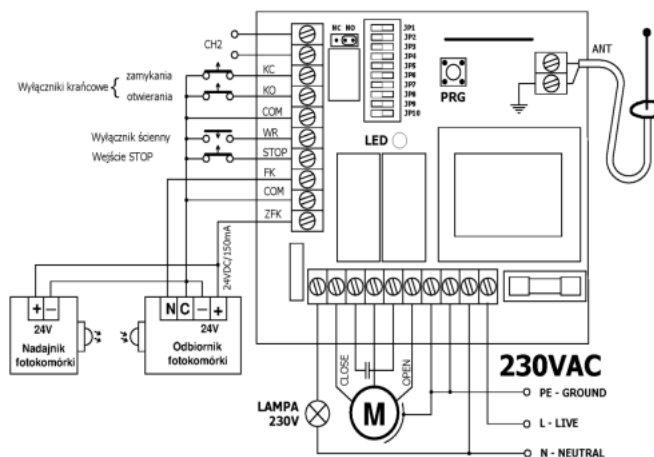 CH2
Wyłączniki krańcowe
zamykania
otwierania
Wyłącznik ścienny
Wejście STOP
KC
KO
COM
WR
STOP
FK
COM
ZFK
24VDC/150mA
NC NO
JP1
JP2
JP3
JP4
JP5
JP6
JP7
JP8
JP9
JP10
PRG
LED
ANT
+ −
24V
Nadajnik
fotokomórki
N C − +
24V
Odbiornik
fotokomórki
CLOSE
OPEN
M
LAMPA
230V
230VAC
PE - GROUND
L - LIVE
N - NEUTRAL